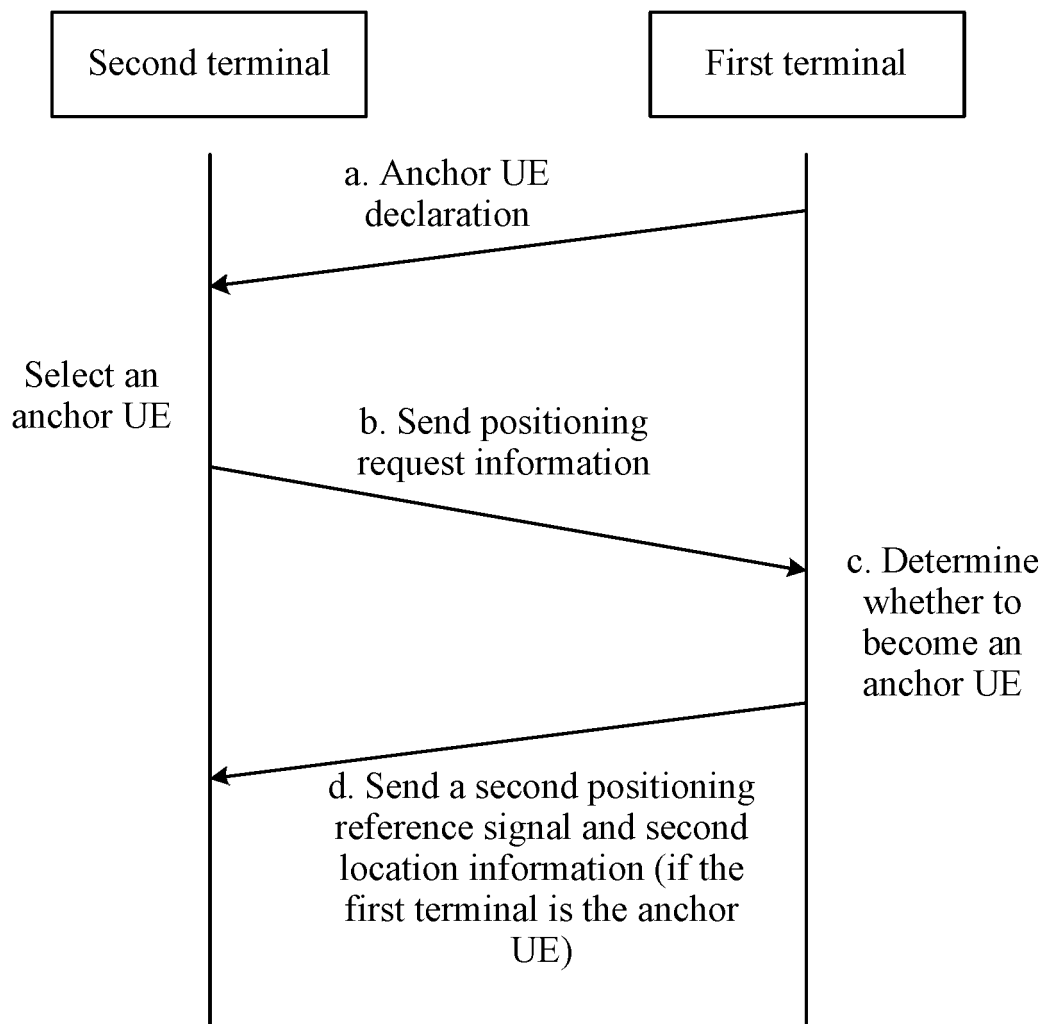 Second terminal
First terminal
a. Anchor UE
declaration
Select an
anchor UE
b. Send positioning
request information
c. Determine
whether to
become an
anchor UE
d. Send a second positioning
reference signal and second
location information (if the
first terminal is the anchor
UE)